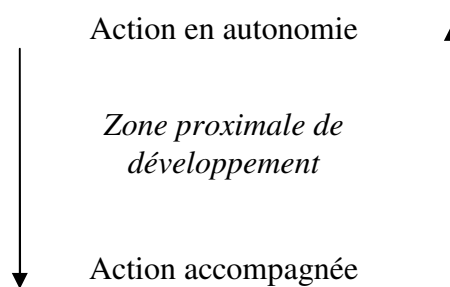 Action en autonomie
Zone proximale de
développement
Action accompagnée